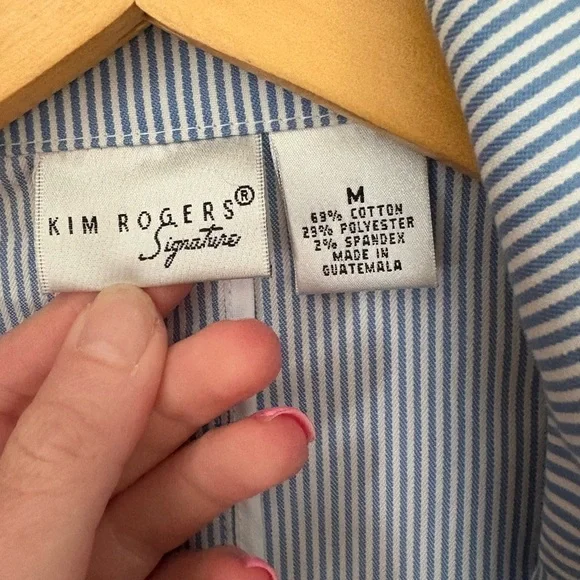 KIM ROGERS®
Signature
M
69% COTTON
29% POLYESTER
2% SPANDEX
MADE IN
GUATEMALA